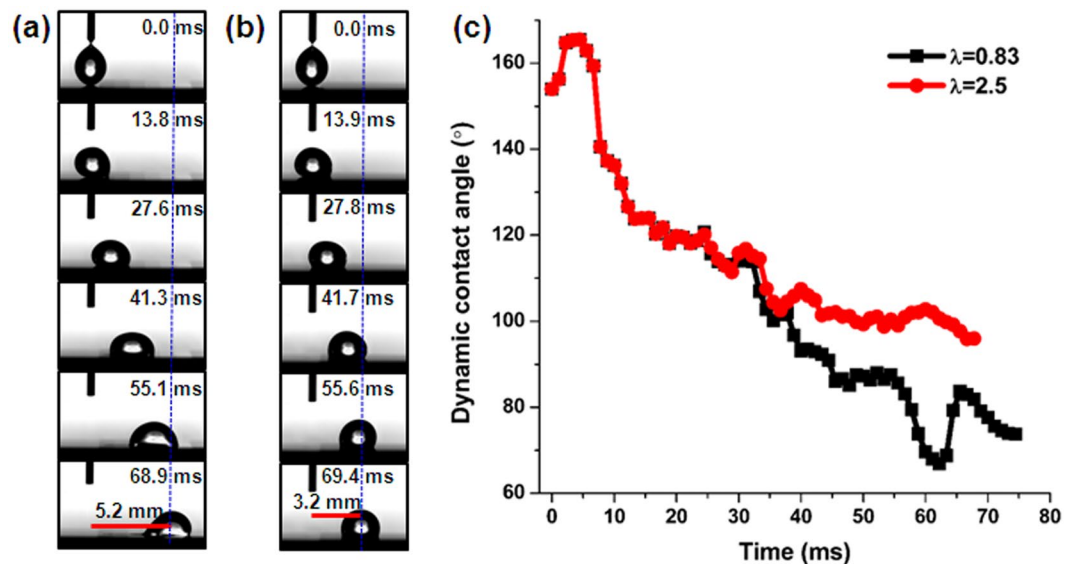 (a)
0.0 ms
13.8 ms
27.6 ms
41.3 ms
55.1 ms
68.9 ms
5.2 mm
(b)
0.0 ms
13.9 ms
27.8 ms
41.7 ms
55.6 ms
69.4 ms
3.2 mm
(c)
λ=0.83
λ=2.5
Dynamic contact angle (°)
160
140
120
100
80
60
0 10 20 30 40 50 60 70 80
Time (ms)